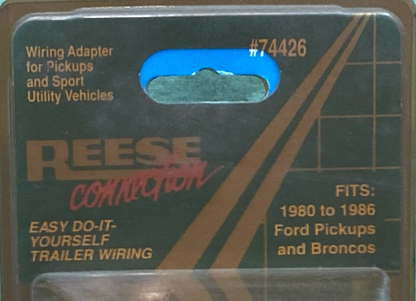 Wiring Adapter
for Pickups
and Sport
Utility Vehicles
#74426
REESE
connection
EASY DO-IT-
YOURSELF
TRAILER WIRING
FITS:
1980 to 1986
Ford Pickups
and Broncos